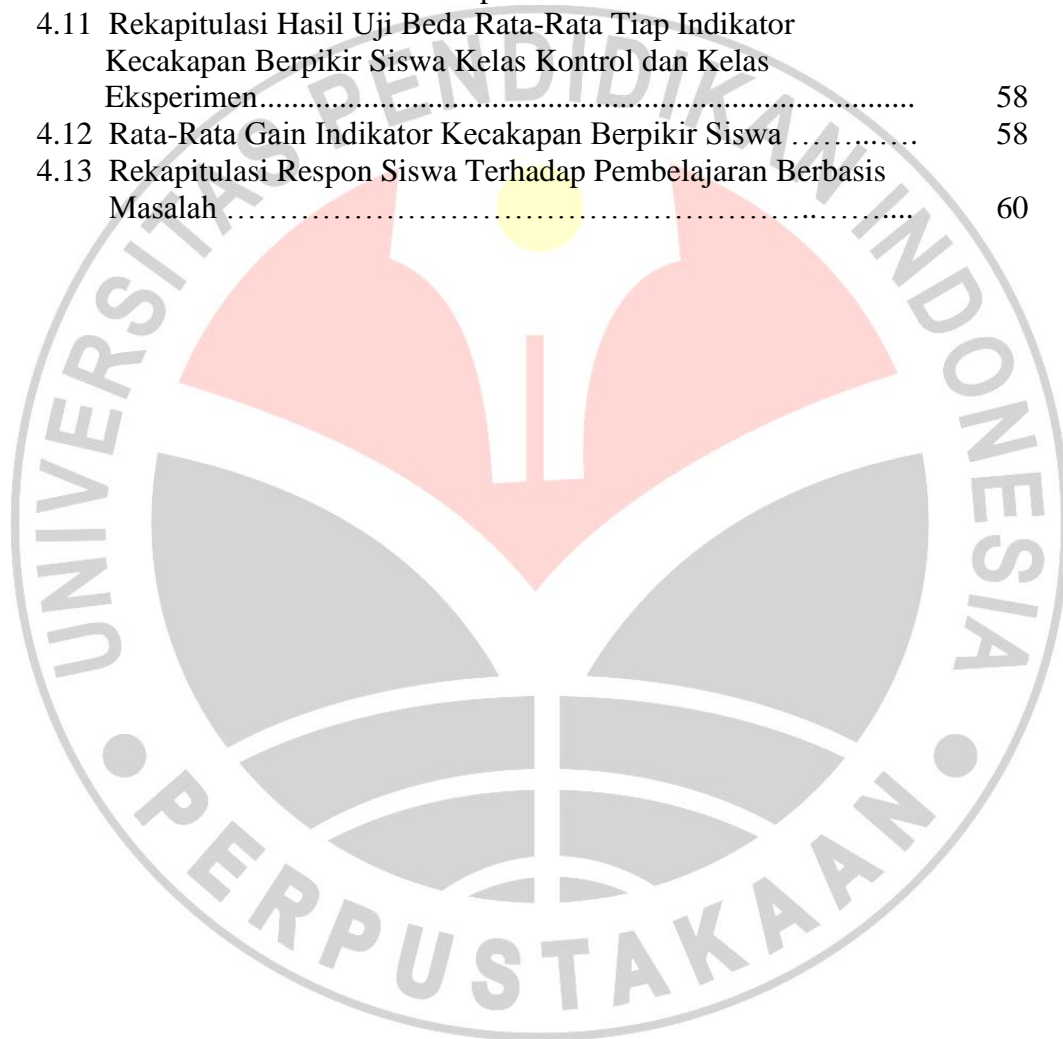 4.11 Rekapitulasi Hasil Uji Beda Rata-Rata Tiap Indikator
Kecakapan Berpikir Siswa Kelas Kontrol dan Kelas
Eksperimen.................................................................................. 58
4.12 Rata-Rata Gain Indikator Kecakapan Berpikir Siswa ……...…. 58
4.13 Rekapitulasi Respon Siswa Terhadap Pembelajaran Berbasis
Masalah ………………………………………………..……... 60
UNIVERSITAS PENDIDIKAN INDONESIA
PERPUSTAKAAN